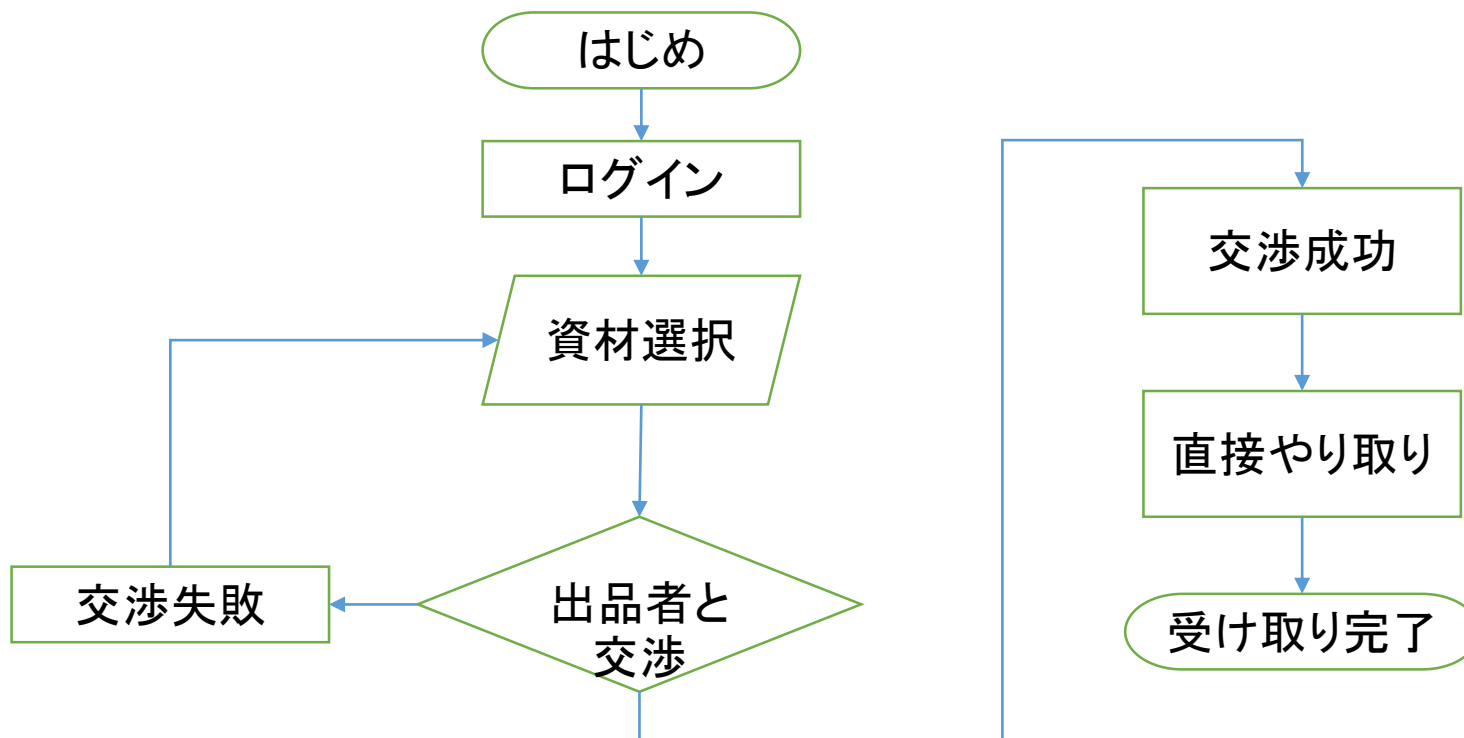 はじめ
ログイン
資材選択
出品者と
交渉
交渉失敗
交渉成功
直接やり取り
受け取り完了